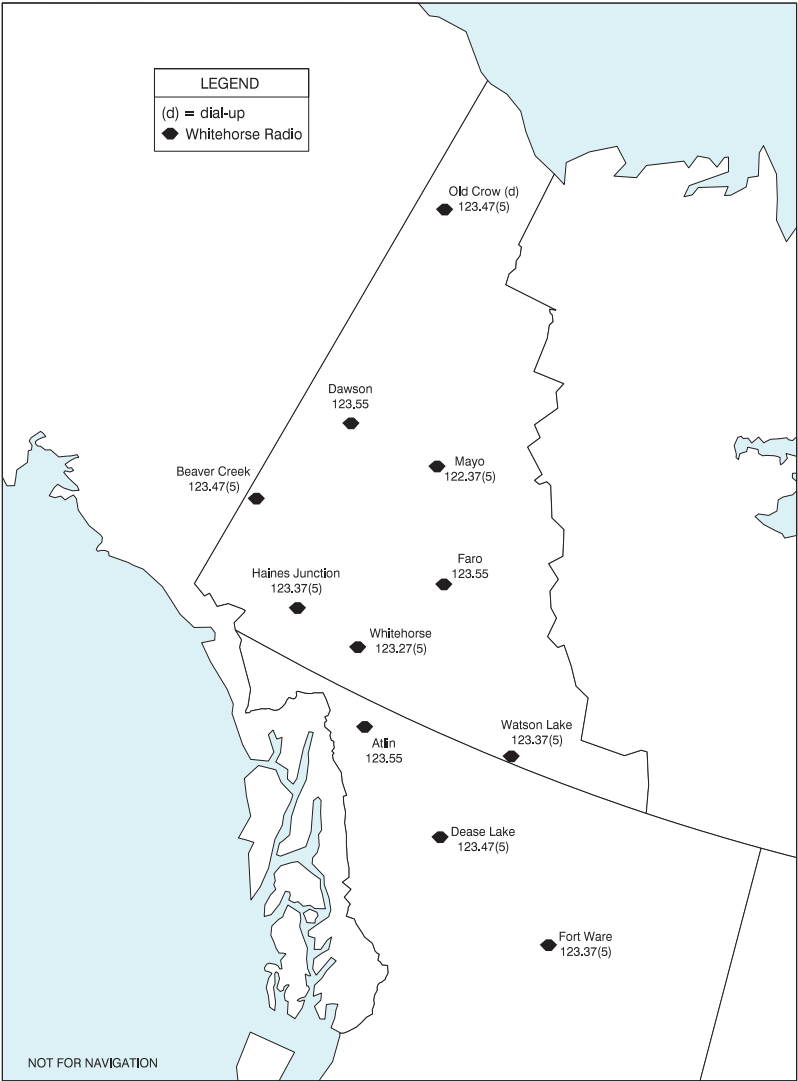 LEGEND
(d) = dial-up
Whitehorse Radio
Old Crow (d)
123.47(5)
Dawson
123.55
Mayo
122.37(5)
Beaver Creek
123.47(5)
Faro
123.55
Haines Junction
123.37(5)
Whitehorse
123.27(5)
Atlin
123.55
Watson Lake
123.37(5)
Dease Lake
123.47(5)
Fort Ware
123.37(5)
NOT FOR NAVIGATION